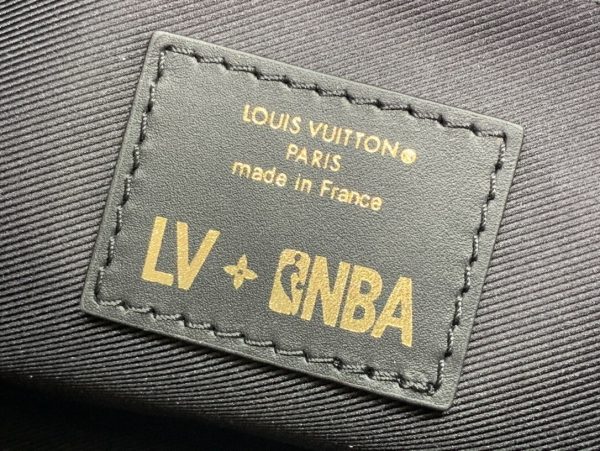 LOUIS VUITTON®
PARIS
made in France
LV + NBA